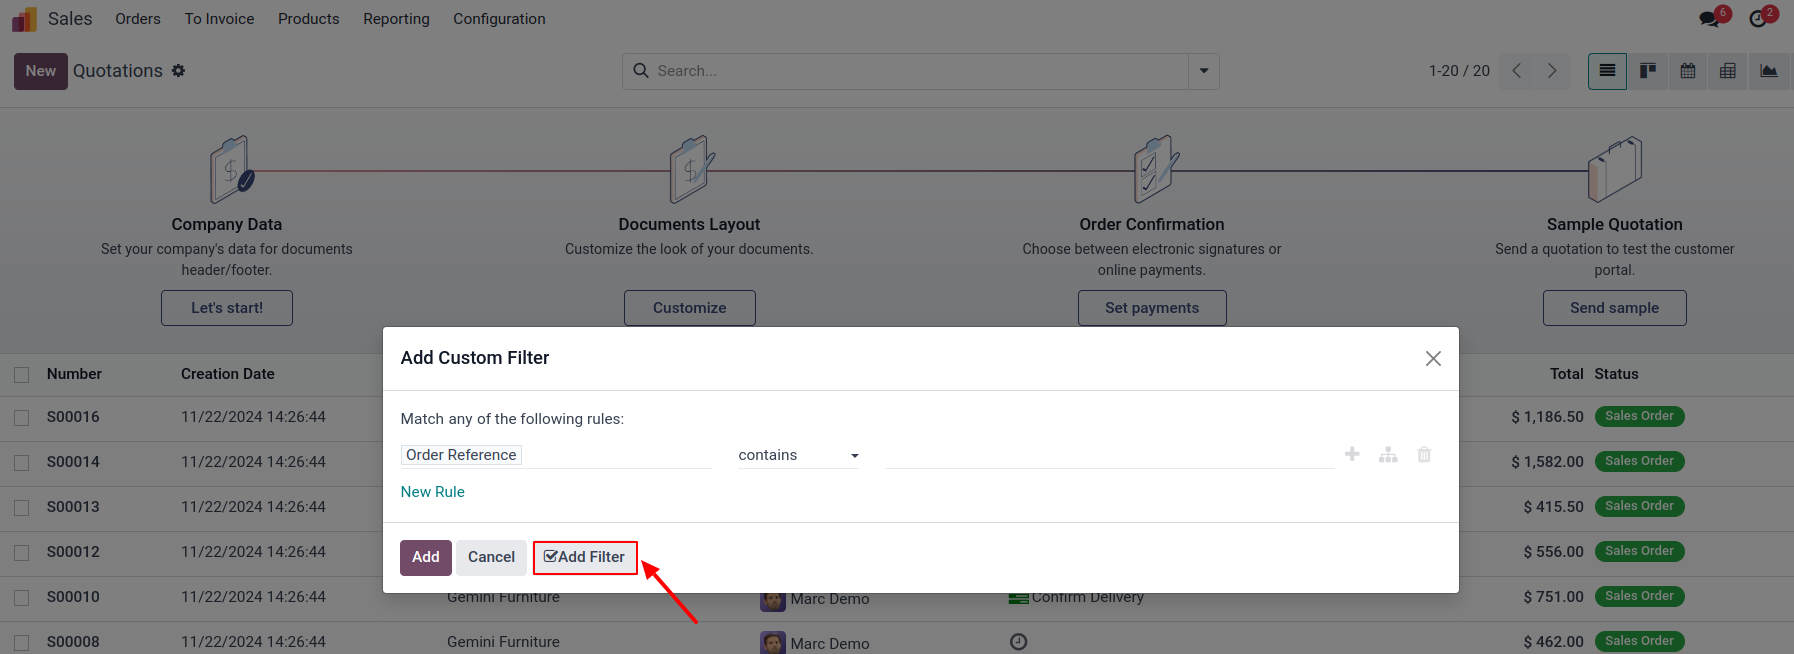 Sales Orders To Invoice Products Reporting Configuration 6 2
New Quotations Search... 1-20 / 20
Company Data Documents Layout Order Confirmation Sample Quotation
Set your company's data for documents Customize the look of your documents. Choose between electronic signatures or Send a quotation to test the customer
header/footer. online payments. portal.
Let's start! Customize Set payments Send sample
Add Custom Filter
Number Creation Date Total Status
Match any of the following rules:
S00016 11/22/2024 14:26:44 $ 1,186.50 Sales Order
Order Reference contains
S00014 11/22/2024 14:26:44 $ 1,582.00 Sales Order
New Rule
S00013 11/22/2024 14:26:44 $ 415.50 Sales Order
Add Cancel Add Filter
S00012 11/22/2024 14:26:44 $ 556.00 Sales Order
S00010 11/22/2024 14:26:44 Gemini Furniture Marc Demo Confirm Delivery $ 751.00 Sales Order
S00008 11/22/2024 14:26:44 Gemini Furniture Marc Demo $ 462.00 Sales Order